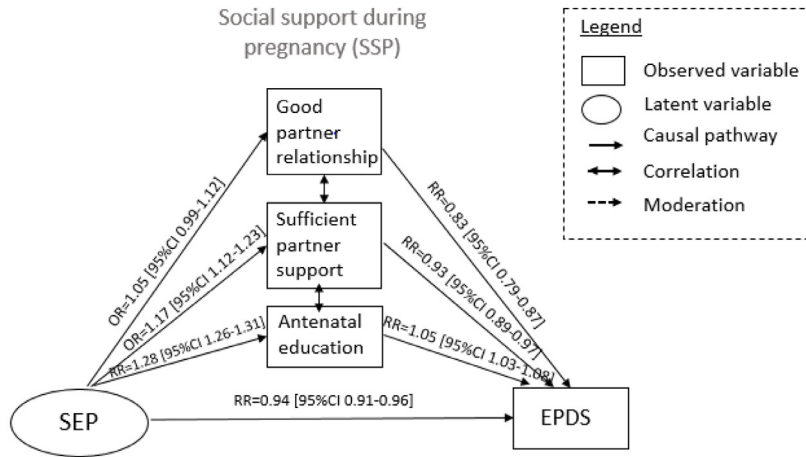 Social support during
pregnancy (SSP)
Legend
Observed variable
Latent variable
Causal pathway
Correlation
Moderation
Good
partner
relationship
Sufficient
partner
support
Antenatal
education
OR=1.05 [95%CI 0.99-1.12]
OR=1.17 [95%CI 1.12-1.23]
RR=1.28 [95%CI 1.26-1.31]
RR=0.83 [95%CI 0.79-0.87]
RR=0.93 [95%CI 0.89-0.97]
RR=1.05 [95%CI 1.03-1.08]
RR=0.94 [95%CI 0.91-0.96]
SEP
EPDS